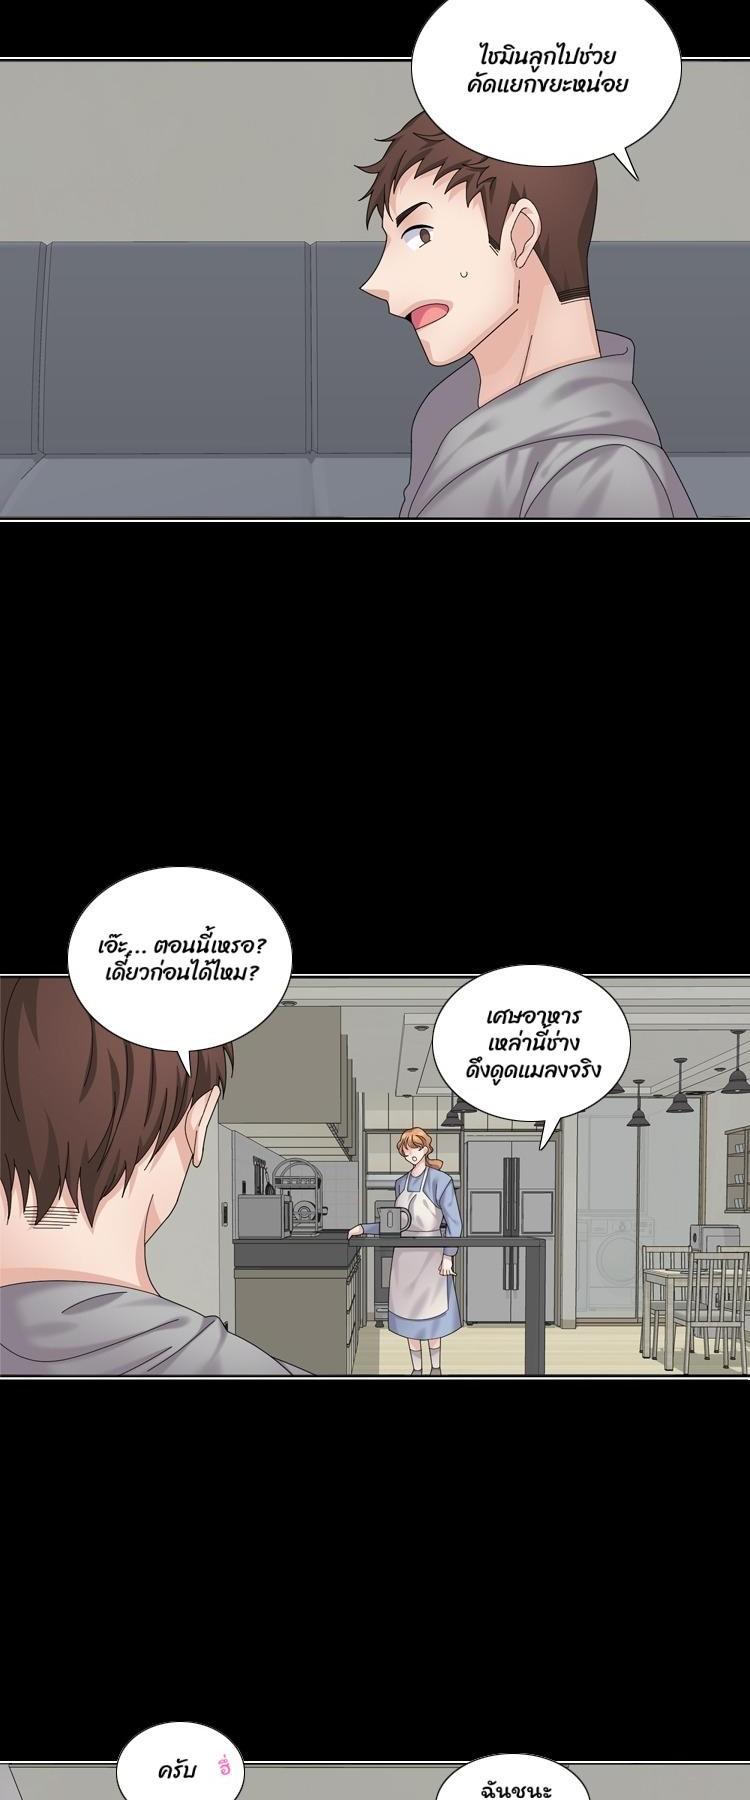 ไชมินลูกไปช่วย
คัดแยกขยะหน่อย
เอ๊ะ... ตอนนี้เหรอ?
เดี๋ยวก่อนได้ไหม?
เศษอาหาร
เหล่านี้ช่าง
ดึงดูดแมลงจริง
ครับ
ฮึ่
ฉันชนะ